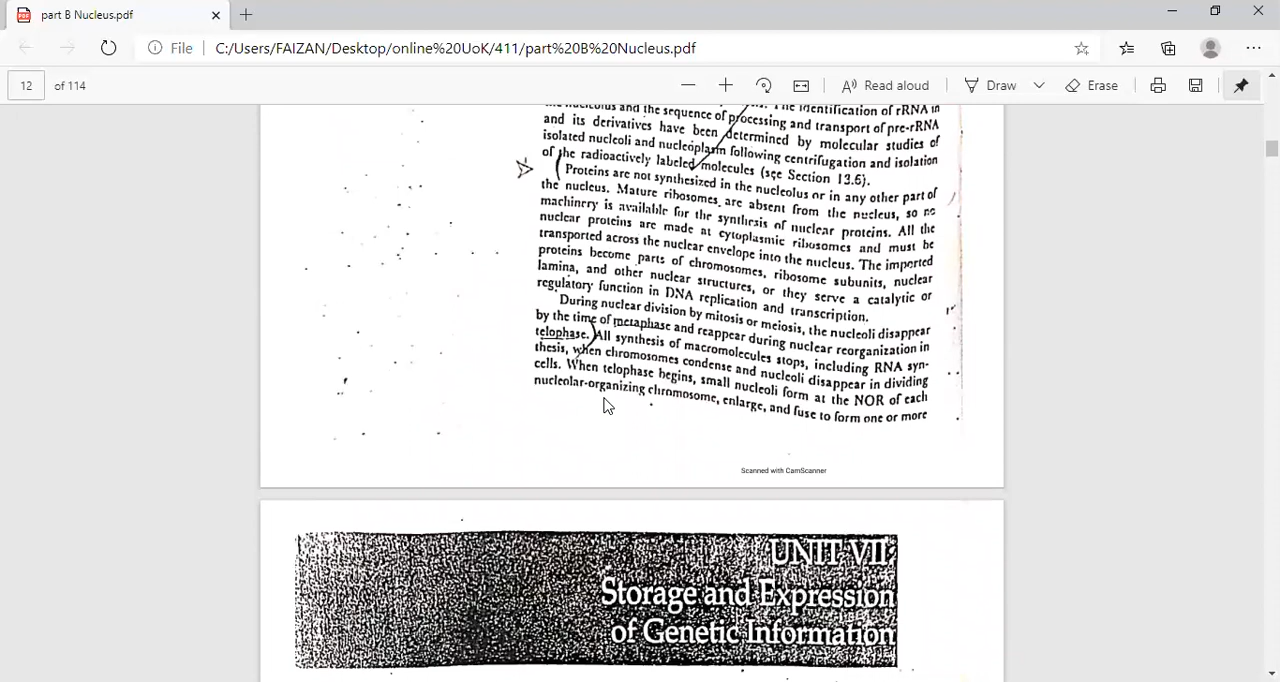 part B Nucleus.pdf
File | C:/Users/FAIZAN/Desktop/online%20UoK/411/part%20B%20Nucleus.pdf
12 of 114 Read aloud Draw Erase
the nucleolus and the sequence of The identification of rRNA in
and its derivatives have been determined by molecular studies of
isolated nucleoli and nucleoplasm following centrifugation and isolation
of the radioactively labeled molecules (see Section 13.6).
(Proteins are not synthesized in the nucleolus or in any other part of
the nucleus. Mature ribosomes are absent from the nucleus, so no
machinery is available for the synthesis of nuclear proteins. All the
nuclear proteins are made at cytoplasmic ribosomes and must be
transported across the nuclear envelope into the nucleus. The imported
proteins become parts of chromosomes, ribosome subunits, nuclear
lamina, and other nuclear structures, or they serve a catalytic or
regulatory function in DNA replication and transcription.
During nuclear division by mitosis or meiosis, the nucleoli disappear
by the time of metaphase and reappear during nuclear reorganization in
telophase.) All synthesis of macromolecules stops, including RNA syn-
thesis, when chromosomes condense and nucleoli disappear in dividing
cells. When telophase begins, small nucleoli form at the NOR of each
nucleolar-organizing chromosome, enlarge, and fuse to form one or more
Scanned with CamScanner
UNIT VII
Storage and Expression
of Genetic Information